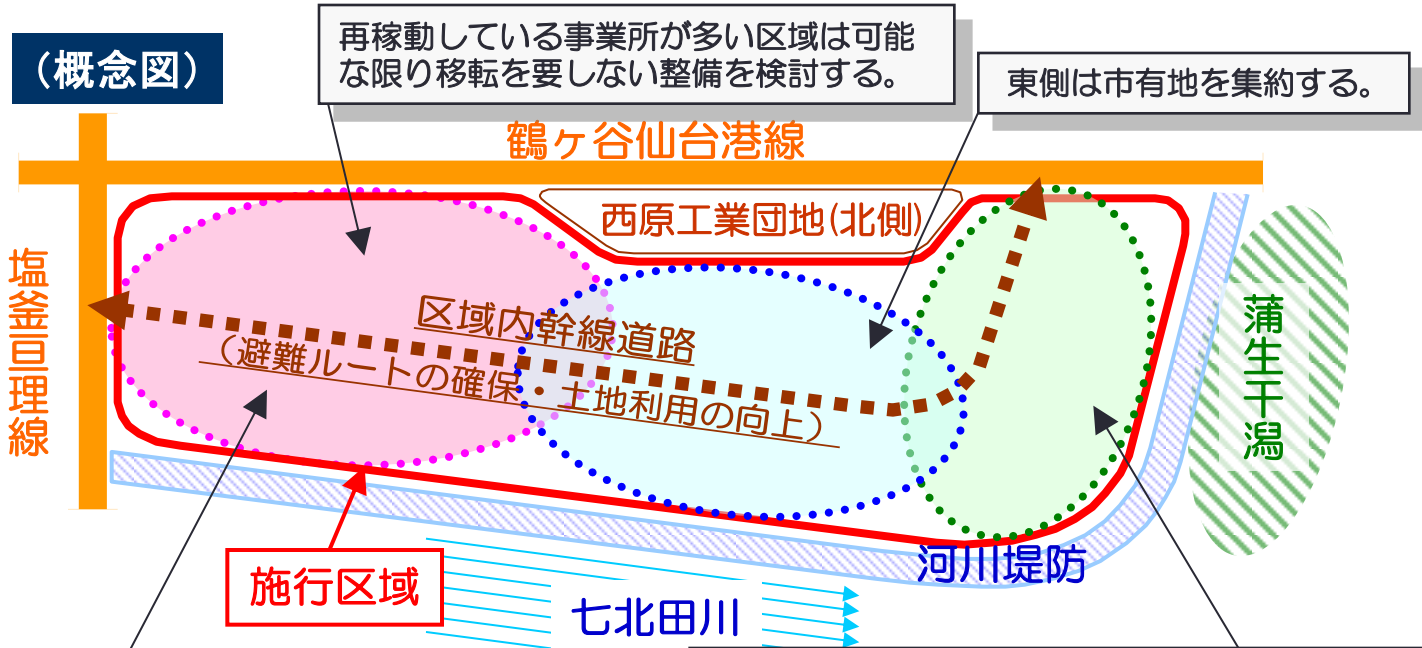 （概念図）
再稼動している事業所が多い区域は可能
な限り移転を要しない整備を検討する。
東側は市有地を集約する。
鶴ヶ谷仙台港線
西原工業団地(北側)
塩釜亘理線
区域内幹線道路
（避難ルートの確保・土地利用の向上）
蒲生干潟
施行区域
河川堤防
七北田川